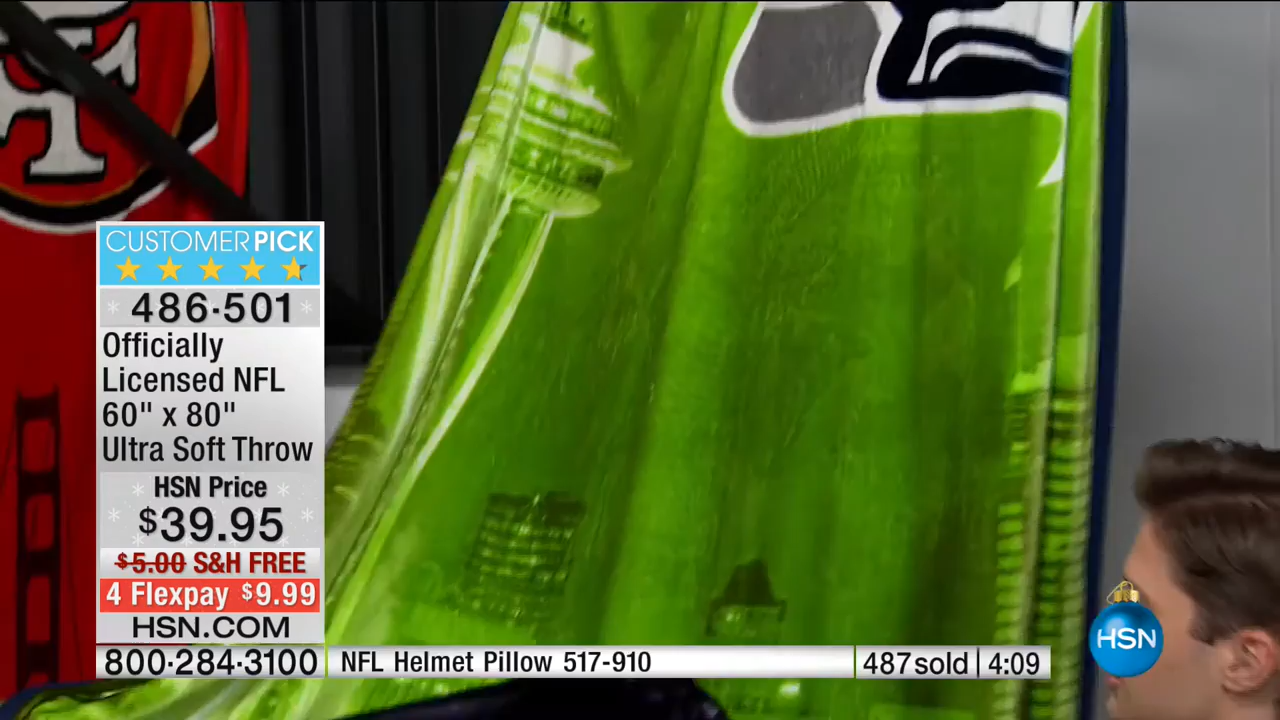 SF
CUSTOMER PICK
486-501
Officially
Licensed NFL
60" x 80"
Ultra Soft Throw
HSN Price
$39.95
$5.00 S&H FREE
4 Flexpay $9.99
HSN.COM
800-284-3100
NFL Helmet Pillow 517-910
487 sold
4:09
HSN